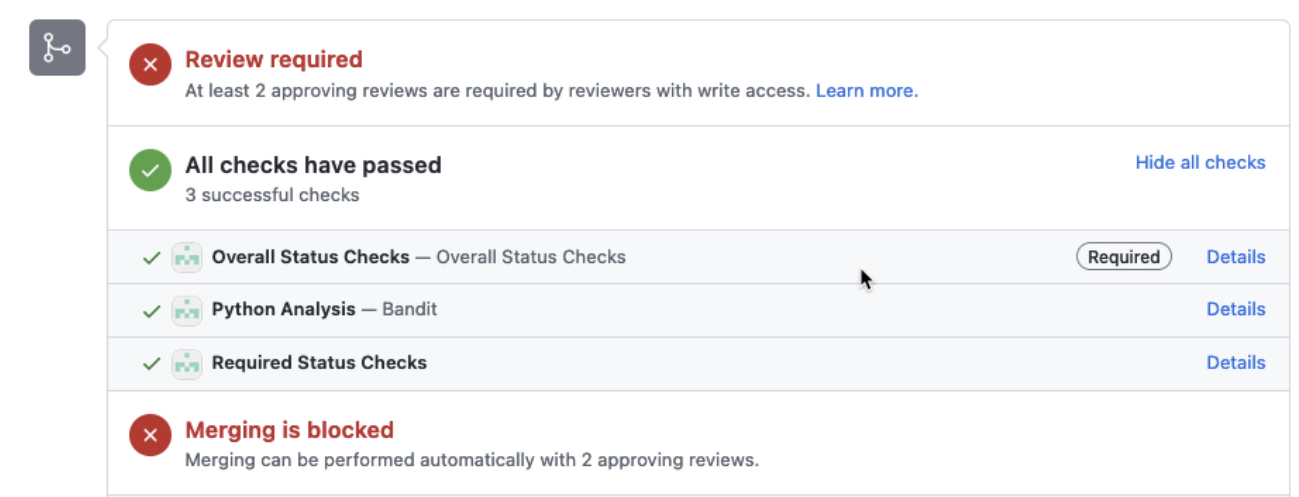 Review required
At least 2 approving reviews are required by reviewers with write access. Learn more.
All checks have passed
Hide all checks
3 successful checks
Overall Status Checks — Overall Status Checks Required Details
Python Analysis — Bandit Details
Required Status Checks Details
Merging is blocked
Merging can be performed automatically with 2 approving reviews.